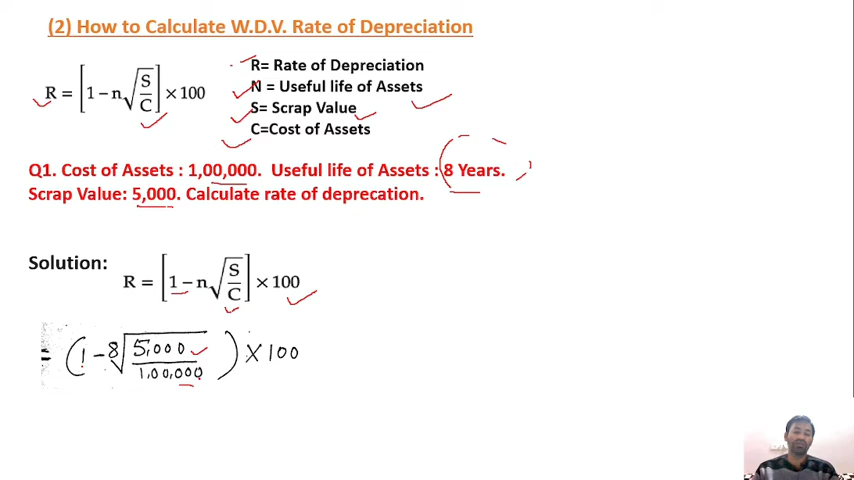 (2) How to Calculate W.D.V. Rate of Depreciation
R = [1 − n√S/C] × 100
R= Rate of Depreciation
N = Useful life of Assets
S= Scrap Value
C=Cost of Assets
Q1. Cost of Assets : 1,00,000. Useful life of Assets : 8 Years.
Scrap Value: 5,000. Calculate rate of deprecation.
Solution:
R = [1 − n√S/C] × 100
= (1 − 8√5,000/1,00,000) × 100